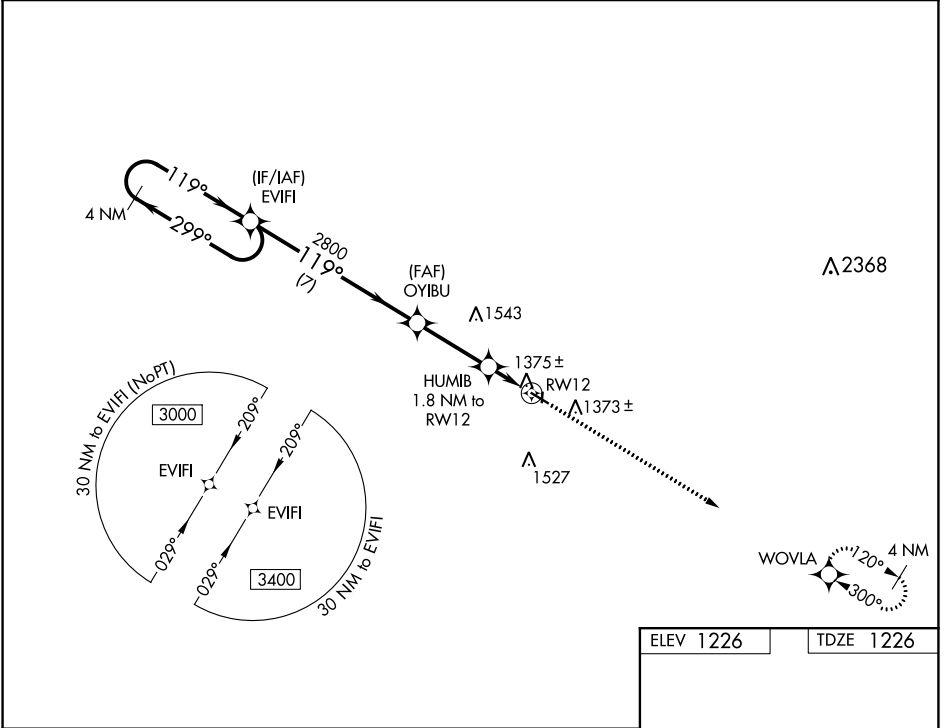 119°
4 NM
299°
(IF/IAF)
EVIFI
2800
119°
(7)
(FAF)
OYIBU
2368
1543
HUMIB
1.8 NM to
RW12
1375 ±
RW12
1373 ±
1527
30 NM to EVIFI (NoPT)
3000
209°
EVIFI
029°
209°
EVIFI
029°
3400
30 NM to EVIFI
WOVLA
120°
4 NM
300°
ELEV 1226
TDZE 1226